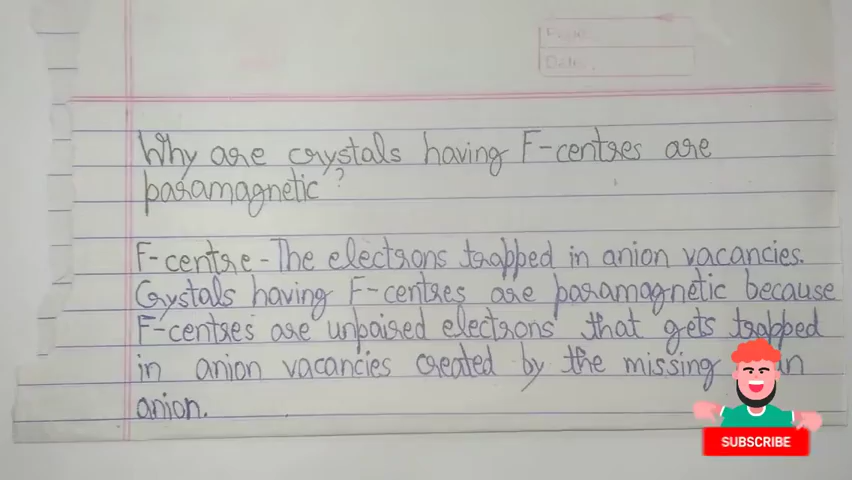 Page:
Date:
Why are crystals having F-centres are
paramagnetic?
F-centre - The electrons trapped in anion vacancies.
Crystals having F-centres are paramagnetic because
F-centres are unpaired electrons that gets trapped
in anion vacancies created by the missing
anion.
SUBSCRIBE